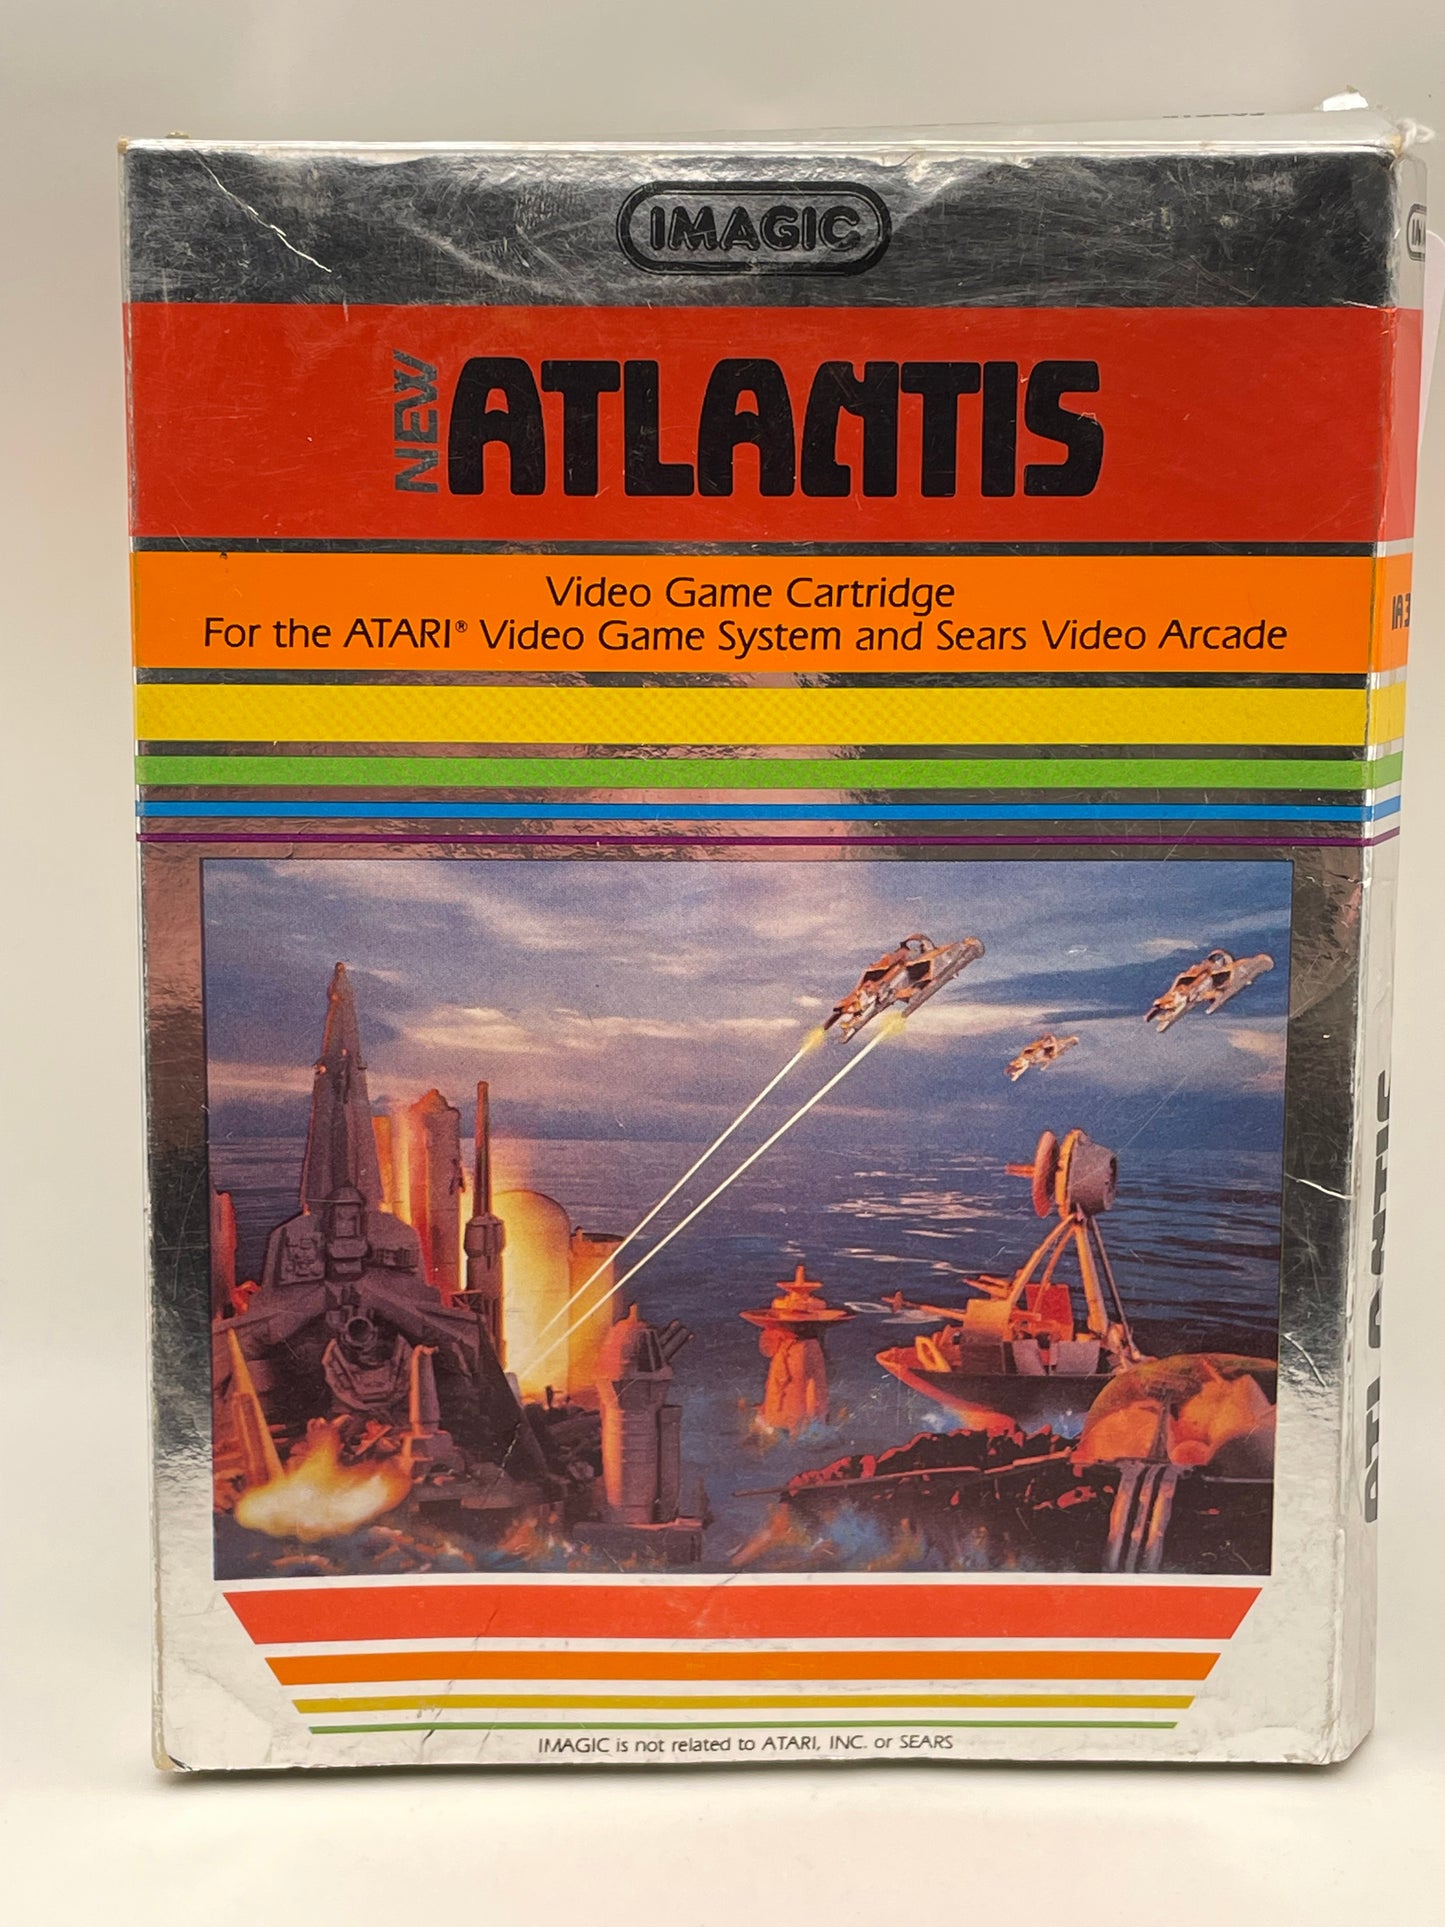 IMAGIC
NEW ATLANTIS
Video Game Cartridge
For the ATARI® Video Game System and Sears Video Arcade
IMAGIC is not related to ATARI, INC. or SEARS
ATLANTIS